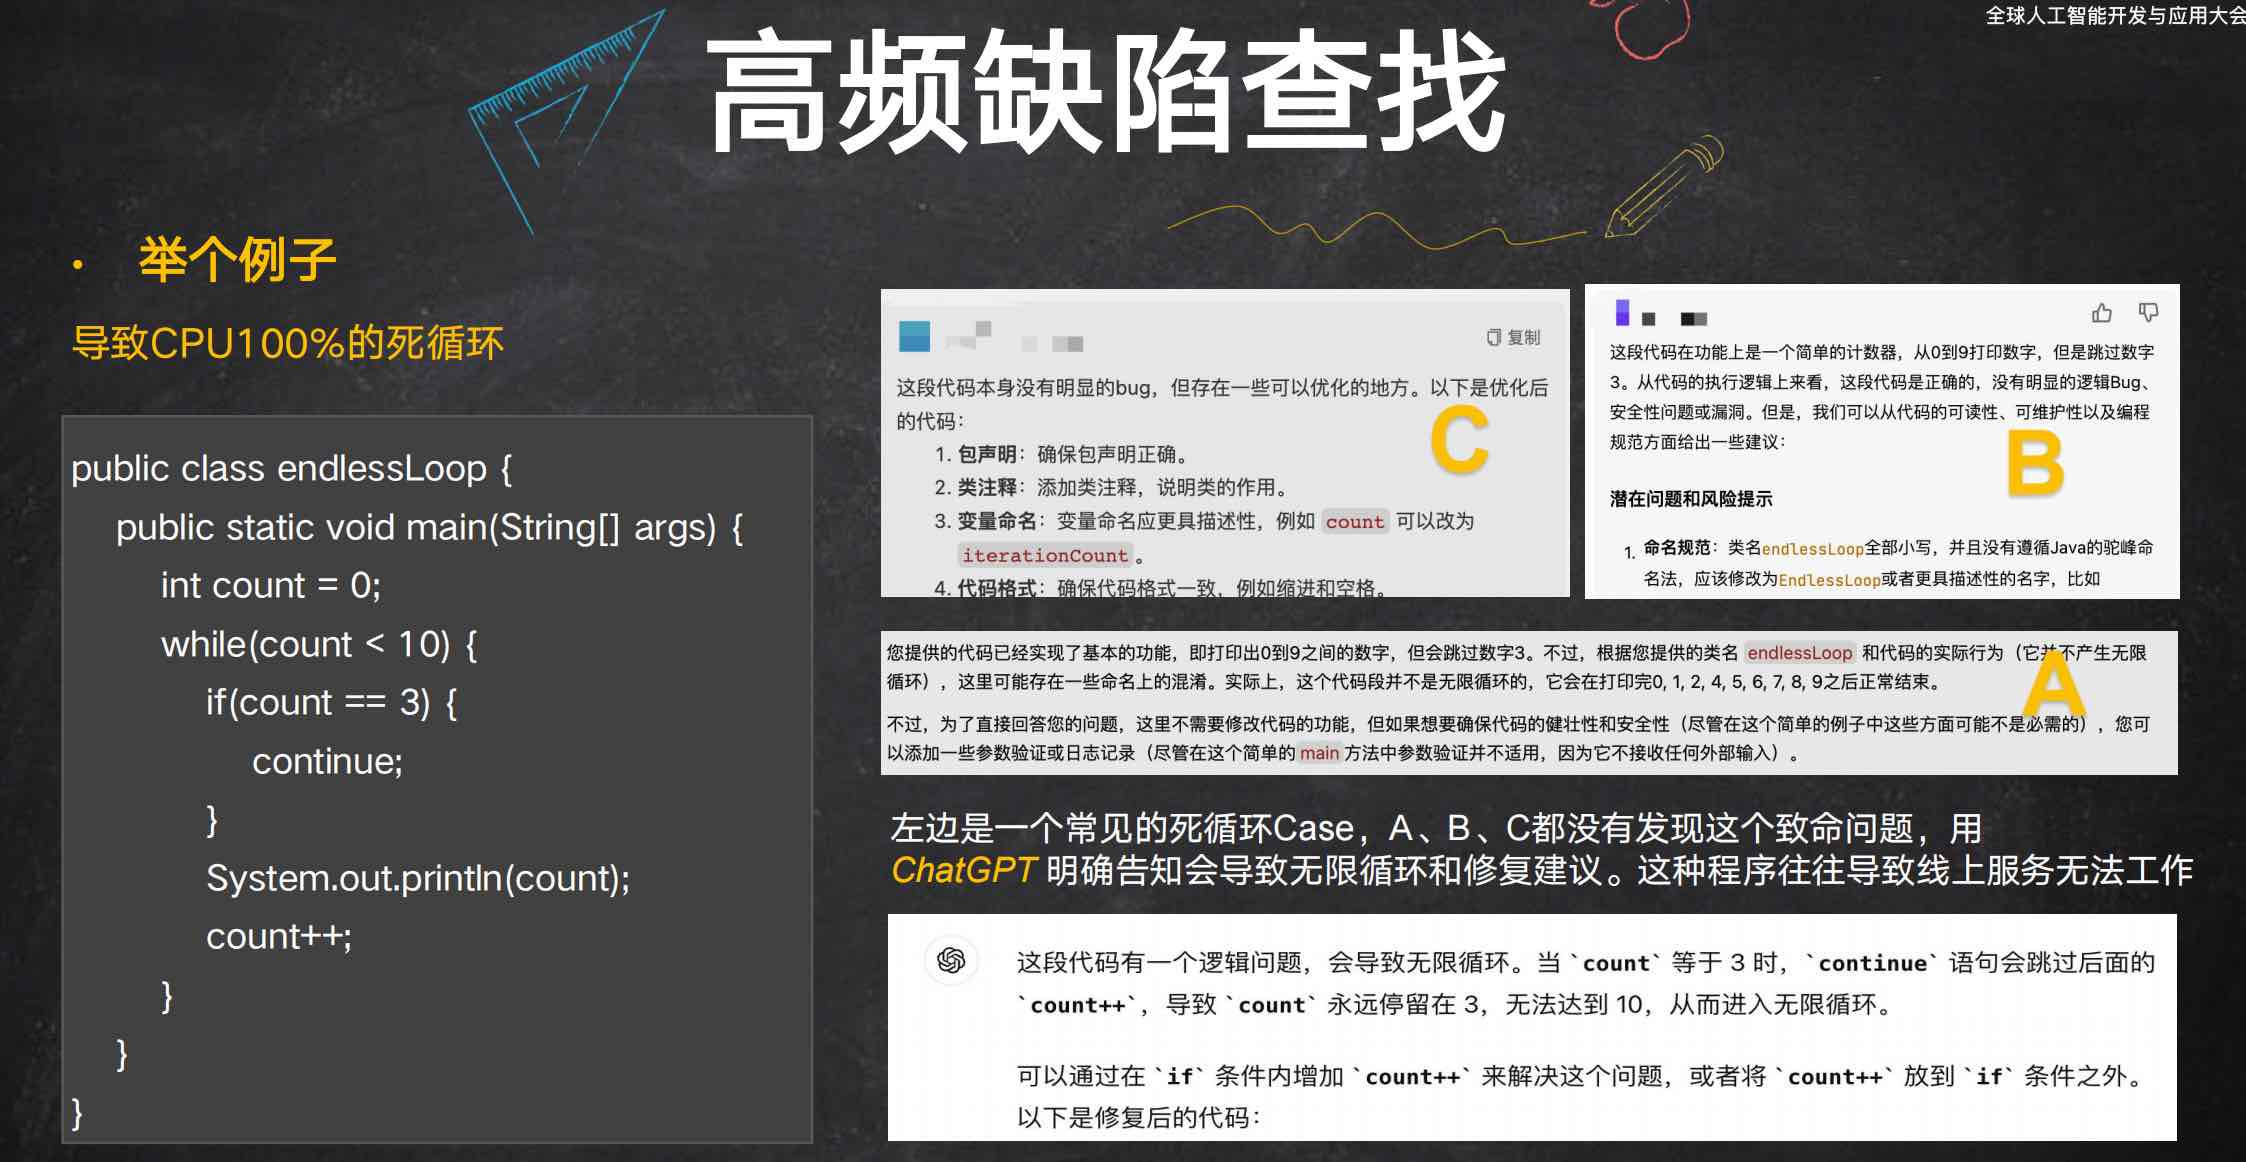 全球人工智能开发与应用大会
高频缺陷查找
• 举个例子
导致CPU100%的死循环
public class endlessLoop {
public static void main(String[] args) {
int count = 0;
while(count < 10) {
if(count == 3) {
continue;
}
System.out.println(count);
count++;
}
}
}
复制
这段代码本身没有明显的bug，但存在一些可以优化的地方。以下是优化后
的代码：
1. 包声明：确保包声明正确。
2. 类注释：添加类注释，说明类的作用。
3. 变量命名：变量命名应更具描述性，例如 count 可以改为
iterationCount 。
4. 代码格式：确保代码格式一致，例如缩进和空格。
C
这段代码在功能上是一个简单的计数器，从0到9打印数字，但是跳过数字
3。从代码的执行逻辑上来看，这段代码是正确的，没有明显的逻辑Bug、
安全性问题或漏洞。但是，我们可以从代码的可读性、可维护性以及编程
规范方面给出一些建议：
B
潜在问题和风险提示
1. 命名规范：类名endlessLoop全部小写，并且没有遵循Java的驼峰命
名法，应该修改为EndlessLoop或者更具描述性的名字，比如
您提供的代码已经实现了基本的功能，即打印出0到9之间的数字，但会跳过数字3。不过，根据您提供的类名 endlessLoop 和代码的实际行为（它并不产生无限
循环），这里可能存在一些命名上的混淆。实际上，这个代码段并不是无限循环的，它会在打印完0, 1, 2, 4, 5, 6, 7, 8, 9之后正常结束。
A
不过，为了直接回答您的问题，这里不需要修改代码的功能，但如果想要确保代码的健壮性和安全性（尽管在这个简单的例子中这些方面可能不是必需的），您可
以添加一些参数验证或日志记录（尽管在这个简单的 main 方法中参数验证并不适用，因为它不接收任何外部输入）。
左边是一个常见的死循环Case，A、B、C都没有发现这个致命问题，用
ChatGPT 明确告知会导致无限循环和修复建议。这种程序往往导致线上服务无法工作
这段代码有一个逻辑问题，会导致无限循环。当 `count` 等于 3 时，`continue` 语句会跳过后面的
`count++`，导致 `count` 永远停留在 3，无法达到 10，从而进入无限循环。
可以通过在 `if` 条件内增加 `count++` 来解决这个问题，或者将 `count++` 放到 `if` 条件之外。
以下是修复后的代码：